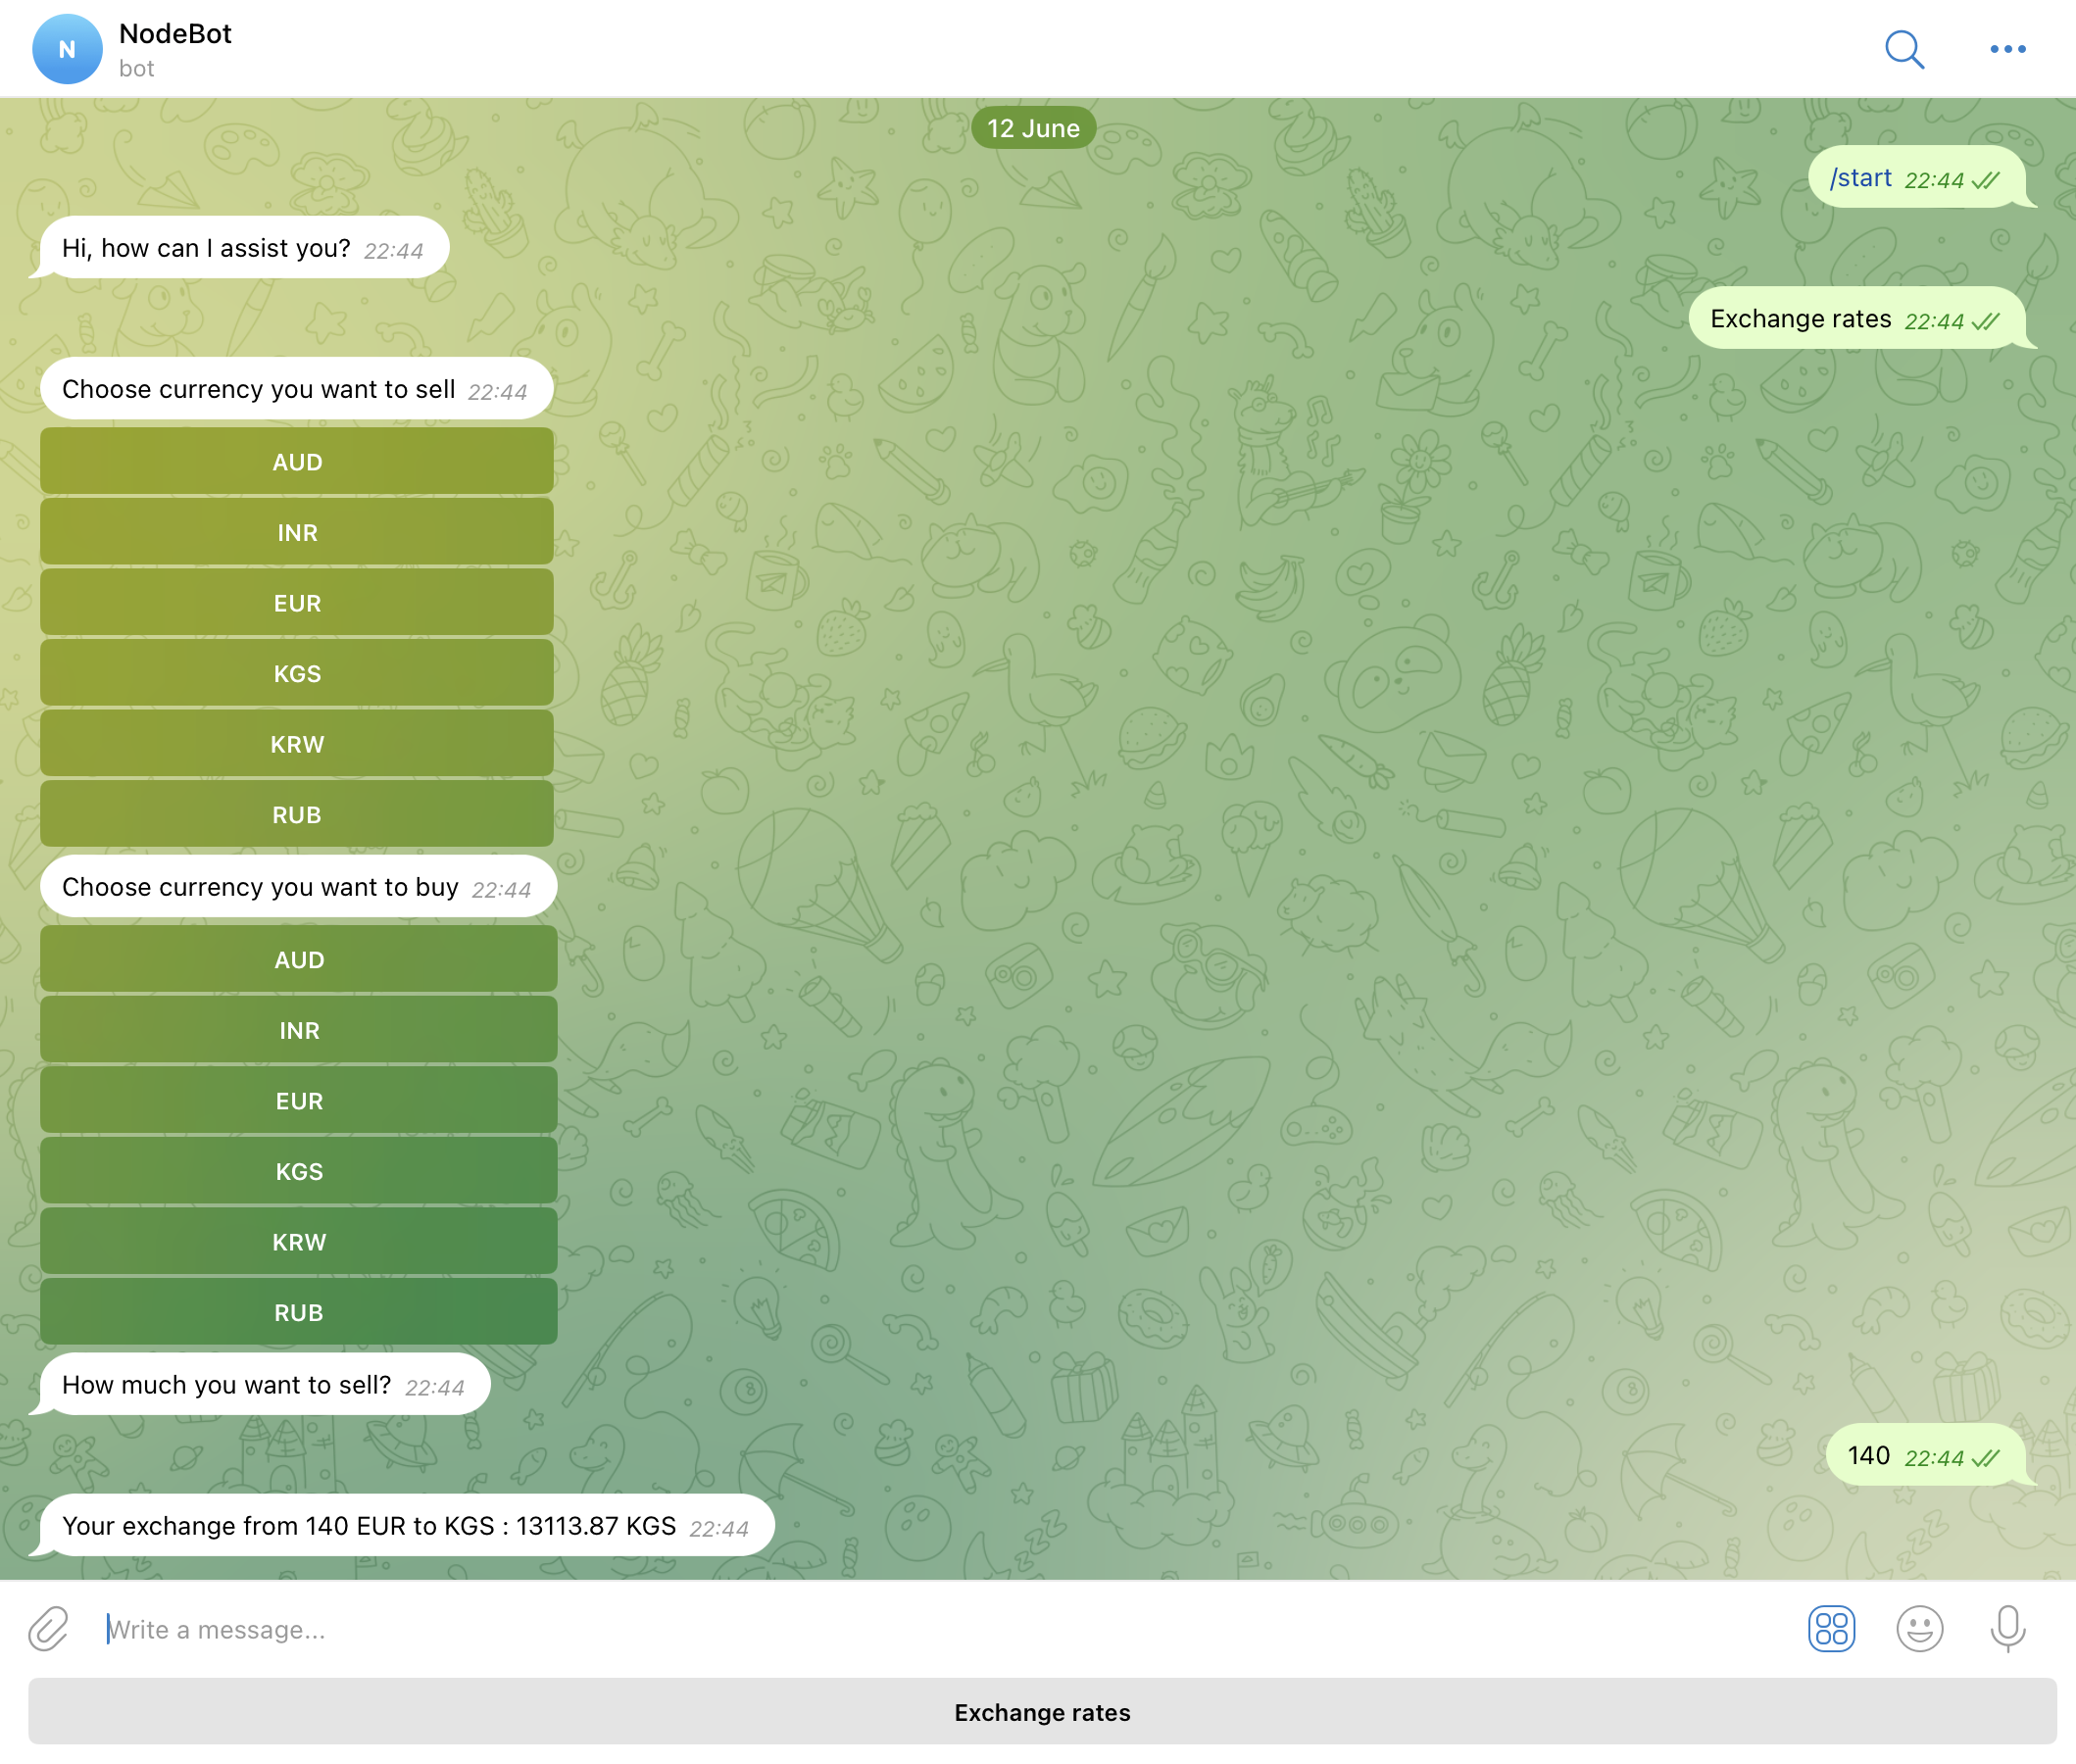 N
NodeBot
bot
12 June
/start 22:44
Hi, how can I assist you? 22:44
Exchange rates 22:44
Choose currency you want to sell 22:44
AUD
INR
EUR
KGS
KRW
RUB
Choose currency you want to buy 22:44
AUD
INR
EUR
KGS
KRW
RUB
How much you want to sell? 22:44
140 22:44
Your exchange from 140 EUR to KGS : 13113.87 KGS 22:44
Write a message...
Exchange rates